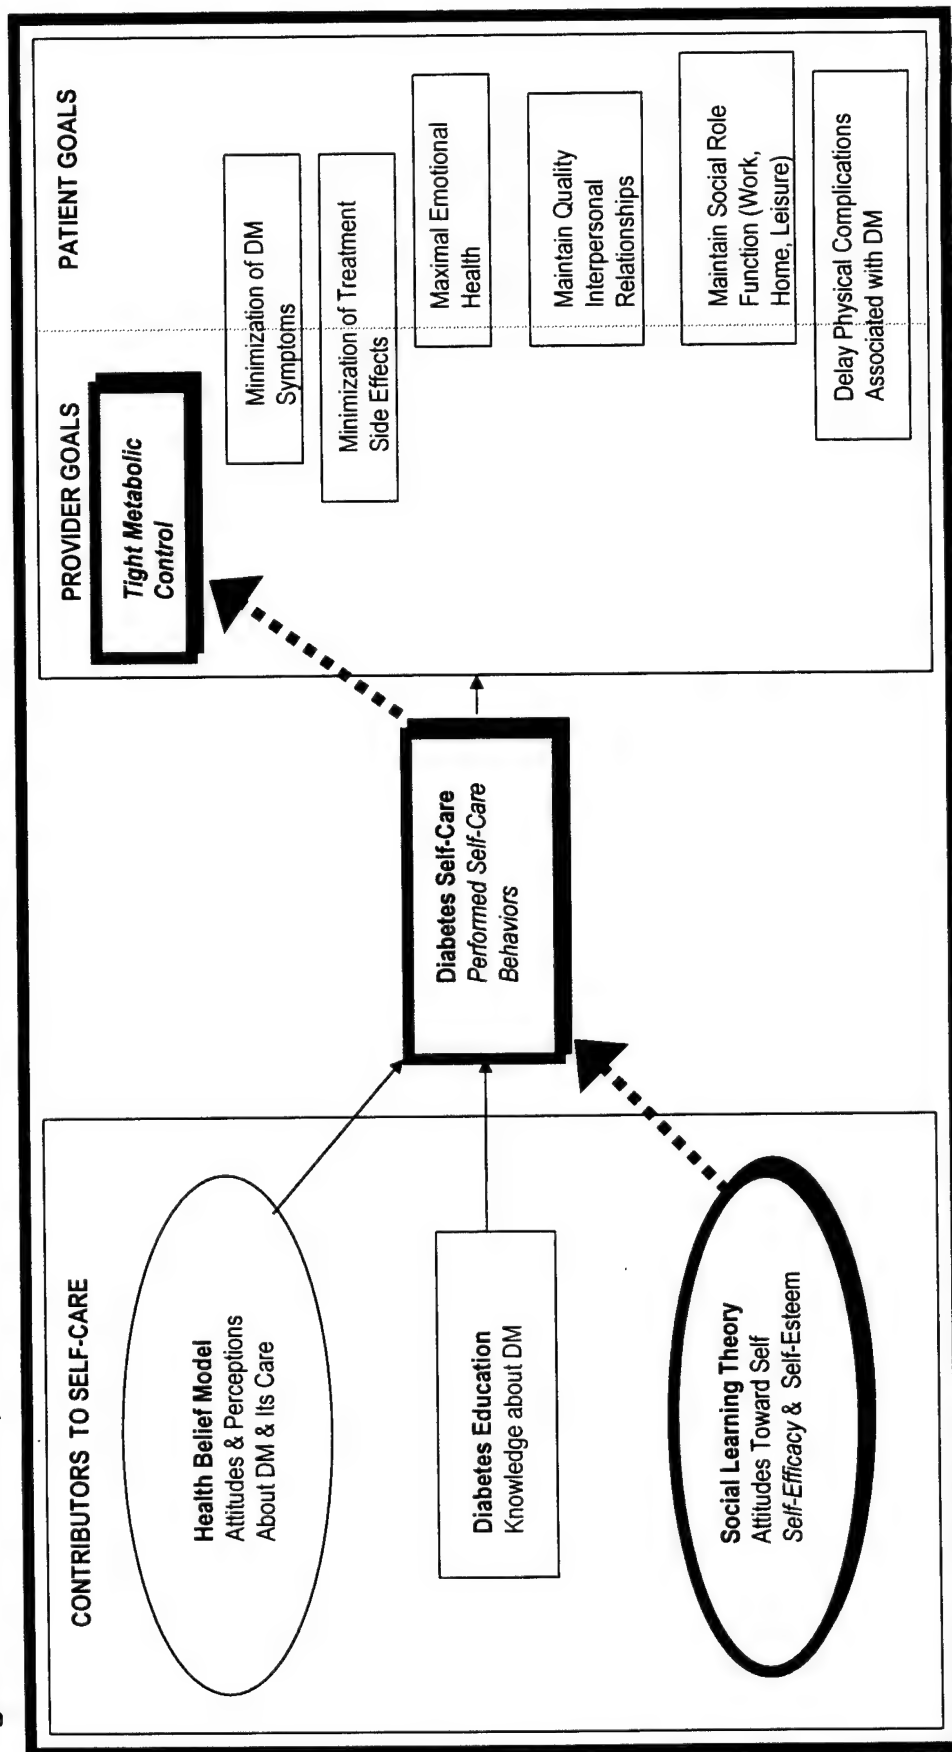 CONTRIBUTORS TO SELF-CARE
Health Belief Model
Attitudes & Perceptions
About DM & Its Care
Diabetes Education
Knowledge about DM
Social Learning Theory
Attitudes Toward Self
Self-Efficacy & Self-Esteem
Diabetes Self-Care
Performed Self-Care
Behaviors
PROVIDER GOALS
PATIENT GOALS
Tight Metabolic
Control
Minimization of DM
Symptoms
Minimization of Treatment
Side Effects
Maximal Emotional
Health
Maintain Quality
Interpersonal
Relationships
Maintain Social Role
Function (Work,
Home, Leisure)
Delay Physical Complications
Associated with DM